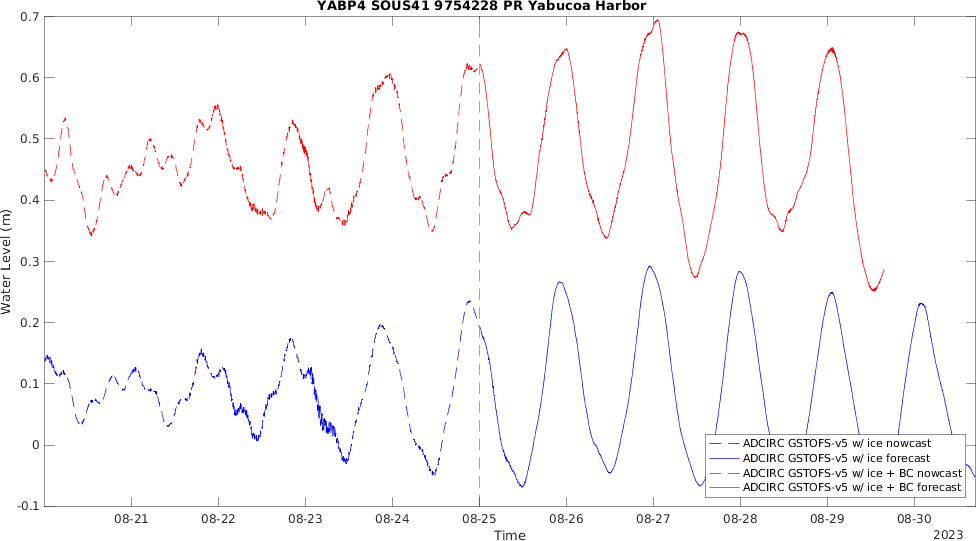 YABP4 SOUS41 9754228 PR Yabucoa Harbor
0.7
0.6
0.5
0.4
0.3
0.2
0.1
0
-0.1
Water Level (m)
08-21 08-22 08-23 08-24 08-25 08-26 08-27 08-28 08-29 08-30
Time
2023
ADCIRC GSTOFS-v5 w/ ice nowcast
ADCIRC GSTOFS-v5 w/ ice forecast
ADCIRC GSTOFS-v5 w/ ice + BC nowcast
ADCIRC GSTOFS-v5 w/ ice + BC forecast